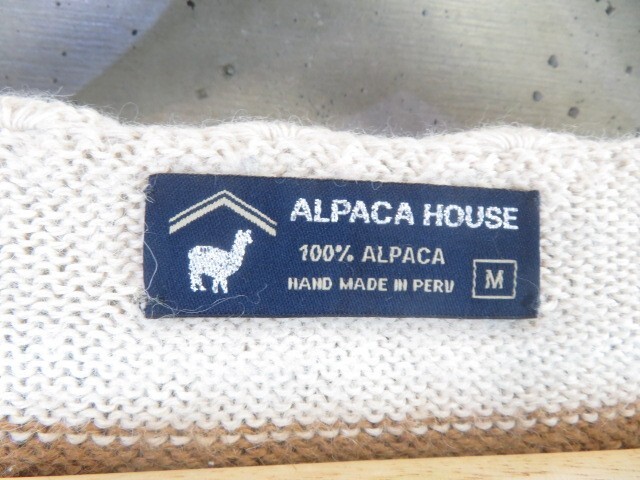 ALPACA HOUSE
100% ALPACA
HAND MADE IN PERU
M